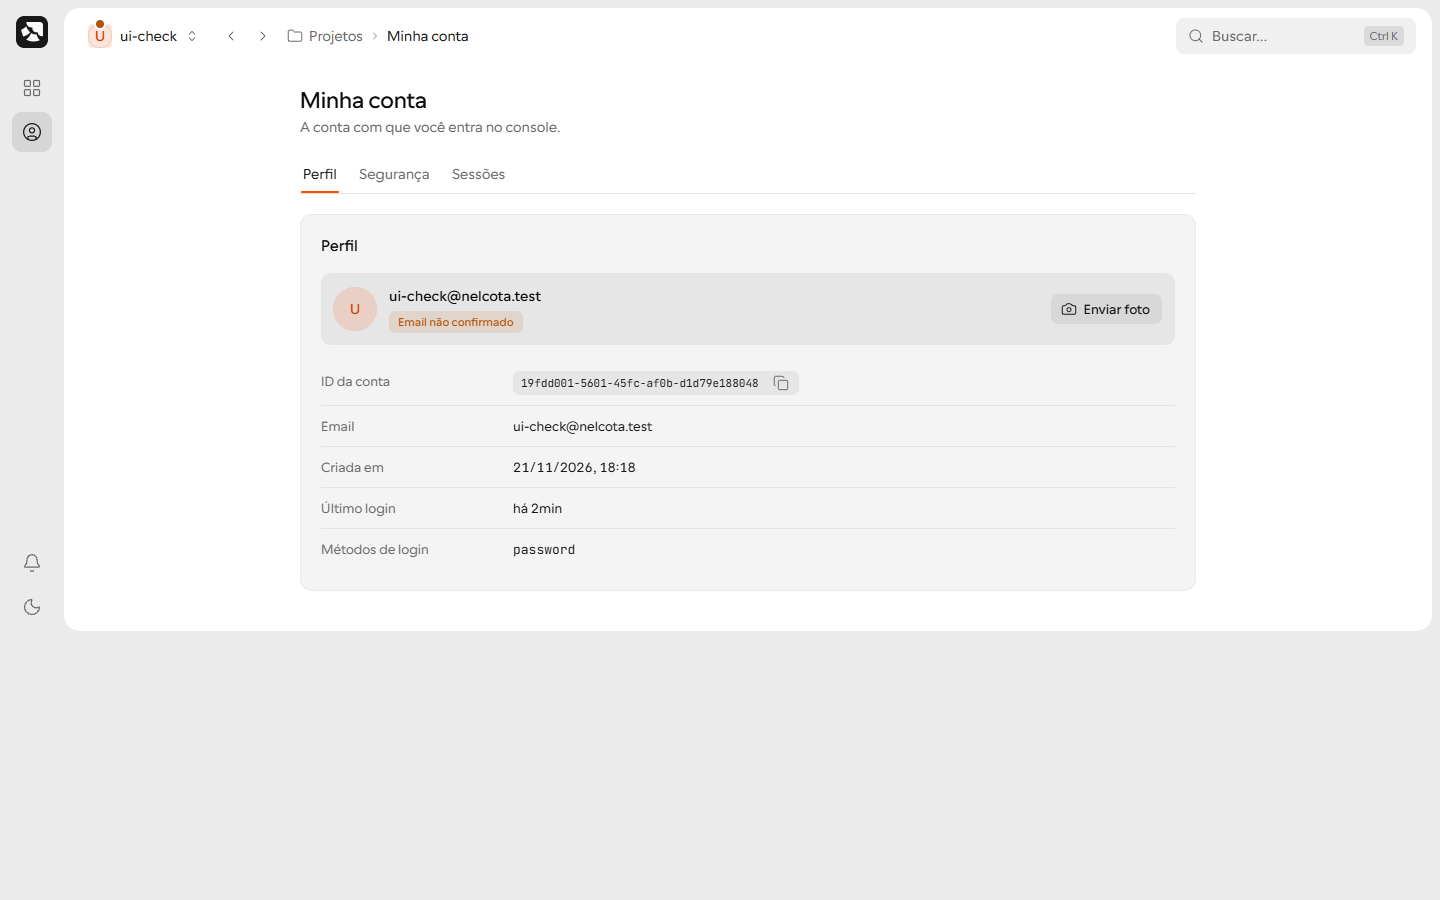 U ui-check
Projetos
Minha conta
Buscar...
Ctrl K
Minha conta
A conta com que você entra no console.
Perfil
Segurança
Sessões
Perfil
U
ui-check@nelcota.test
Email não confirmado
Enviar foto
ID da conta
19fdd001-5601-45fc-af0b-d1d79e188048
Email
ui-check@nelcota.test
Criada em
21/11/2026, 18:18
Último login
há 2min
Métodos de login
password